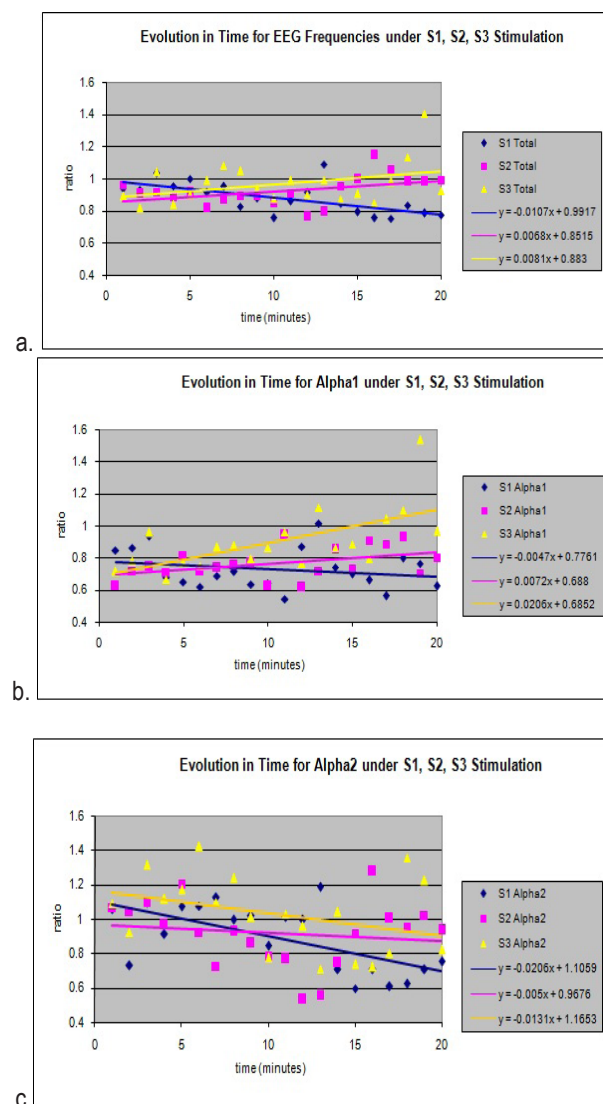 Evolution in Time for EEG Frequencies under S1, S2, S3 Stimulation
1.6
1.4
1.2
1
0.8
0.6
0.4
ratio
0 5 10 15 20
time (minutes)
S1 Total
S2 Total
S3 Total
y = -0.0107x + 0.9917
y = 0.0068x + 0.8515
y = 0.0081x + 0.883
a.
Evolution in Time for Alpha1 under S1, S2, S3 Stimulation
1.6
1.4
1.2
1
0.8
0.6
0.4
ratio
0 5 10 15 20
time (minutes)
S1 Alpha1
S2 Alpha1
S3 Alpha1
y = -0.0047x + 0.7761
y = 0.0072x + 0.688
y = 0.0206x + 0.6852
b.
Evolution in Time for Alpha2 under S1, S2, S3 Stimulation
1.6
1.4
1.2
1
0.8
0.6
0.4
ratio
0 5 10 15 20
time (minutes)
S1 Alpha2
S2 Alpha2
S3 Alpha2
y = -0.0206x + 1.1059
y = -0.005x + 0.9676
y = -0.0131x + 1.1653
c